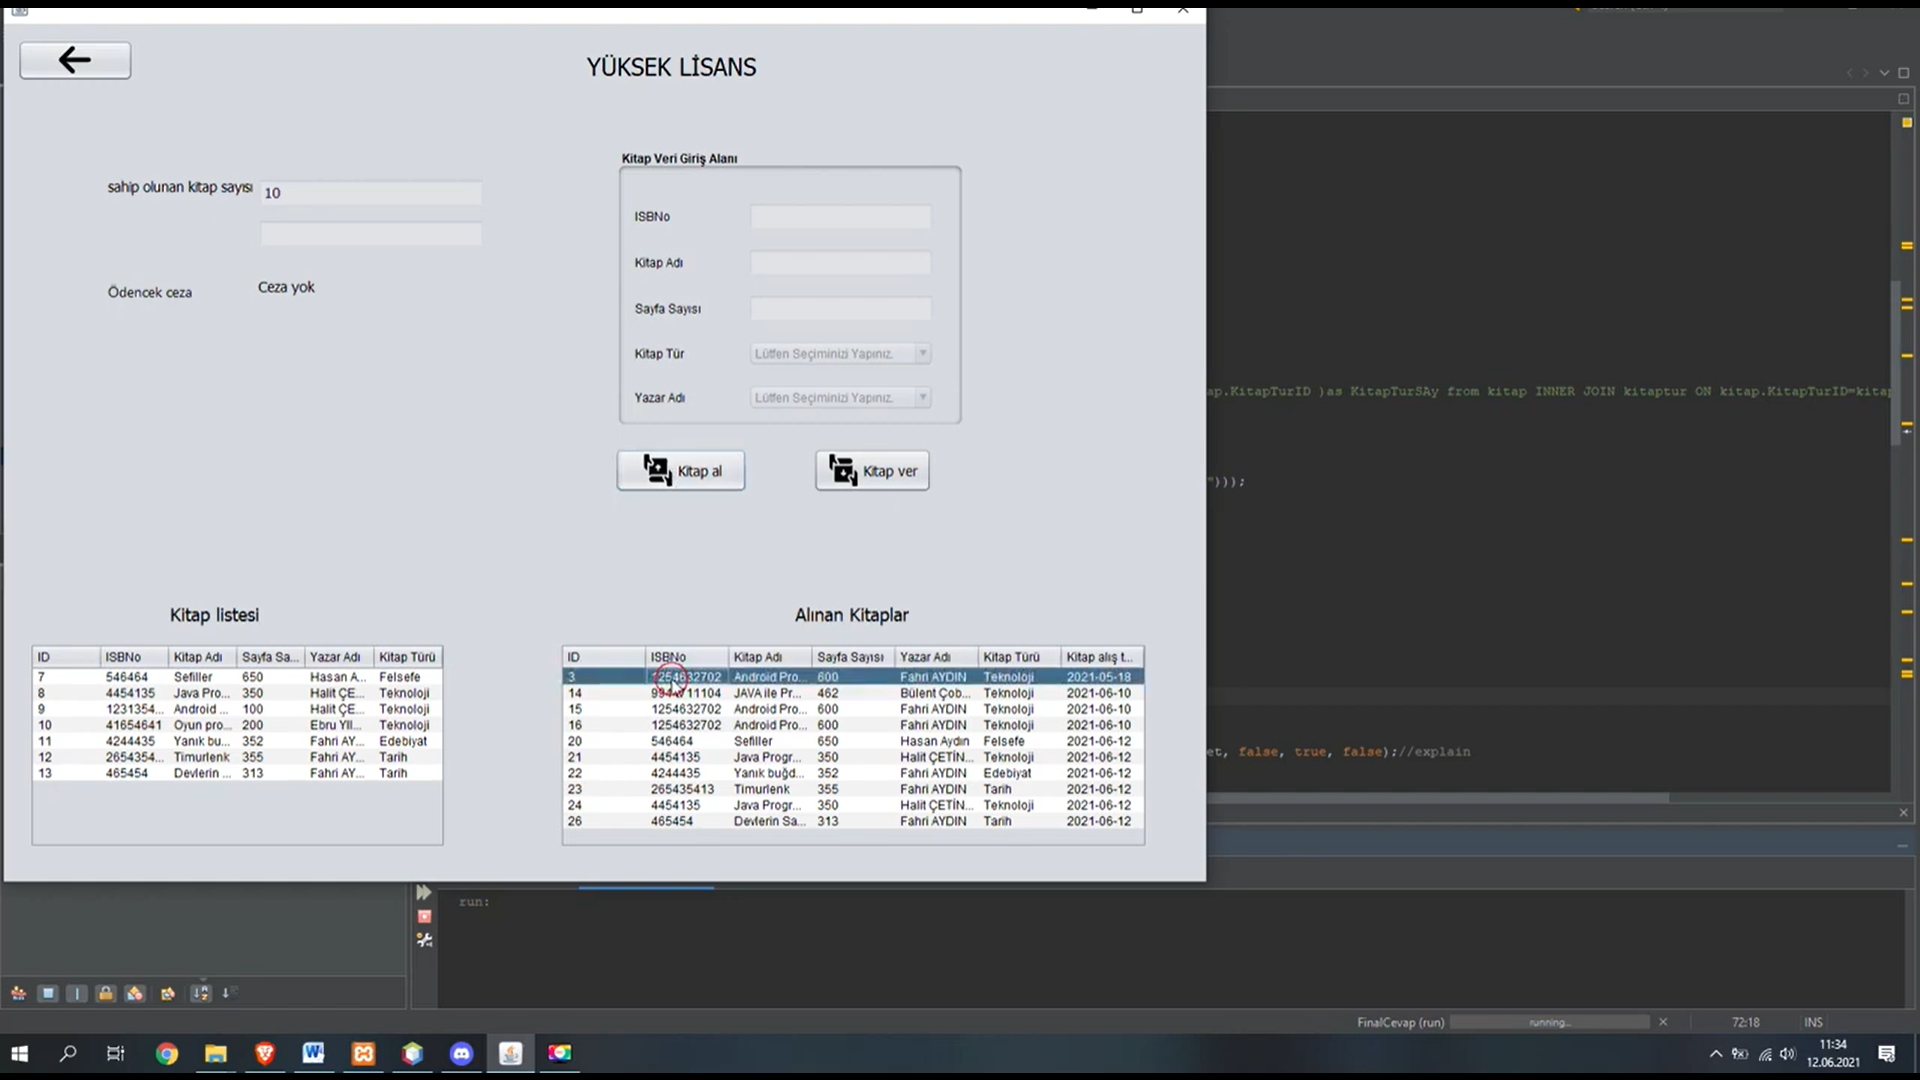 YÜKSEK LİSANS
Kitap Veri Giriş Alanı
sahip olunan kitap sayısı 10
ISBNo
Kitap Adı
Ödencek ceza Ceza yok
Sayfa Sayısı
Kitap Tür Lütfen Seçiminizi Yapınız.
Yazar Adı Lütfen Seçiminizi Yapınız.
ap.KitapTurID )as KitapTurSAy from kitap INNER JOIN kitaptur ON kitap.KitapTurID=kitap
Kitap al Kitap ver
")));
Kitap listesi
ID ISBNo Kitap Adı Sayfa Sa... Yazar Adı Kitap Türü
7 546464 Sefiller 650 Hasan A... Felsefe
8 4454135 Java Pro... 350 Halit ÇE... Teknoloji
9 1231354... Android ... 100 Halit ÇE... Teknoloji
10 41654641 Oyun pro... 200 Ebru YII... Teknoloji
11 4244435 Yanık bu... 352 Fahri AY... Edebiyat
12 2654354... Timurlenk 355 Fahri AY... Tarih
13 465454 Devlerin ... 313 Fahri AY... Tarih
Alınan Kitaplar
ID ISBNo Kitap Adı Sayfa Sayısı Yazar Adı Kitap Türü Kitap alış t...
3 1254632702 Android Pro... 600 Fahri AYDIN Teknoloji 2021-05-18
14 9944711104 JAVA ile Pr... 462 Bülent Çob... Teknoloji 2021-06-10
15 1254632702 Android Pro... 600 Fahri AYDIN Teknoloji 2021-06-10
16 1254632702 Android Pro... 600 Fahri AYDIN Teknoloji 2021-06-10
20 546464 Sefiller 650 Hasan Aydın Felsefe 2021-06-12
21 4454135 Java Progr... 350 Halit ÇETİN... Teknoloji 2021-06-12
22 4244435 Yanık buğd... 352 Fahri AYDIN Edebiyat 2021-06-12
23 265435413 Timurlenk 355 Fahri AYDIN Tarih 2021-06-12
24 4454135 Java Progr... 350 Halit ÇETİN... Teknoloji 2021-06-12
26 465454 Devlerin Sa... 313 Fahri AYDIN Tarih 2021-06-12
et, false, true, false);//explain
run:
FinalCevap (run) running... 72:18 INS
11:34
12.06.2021